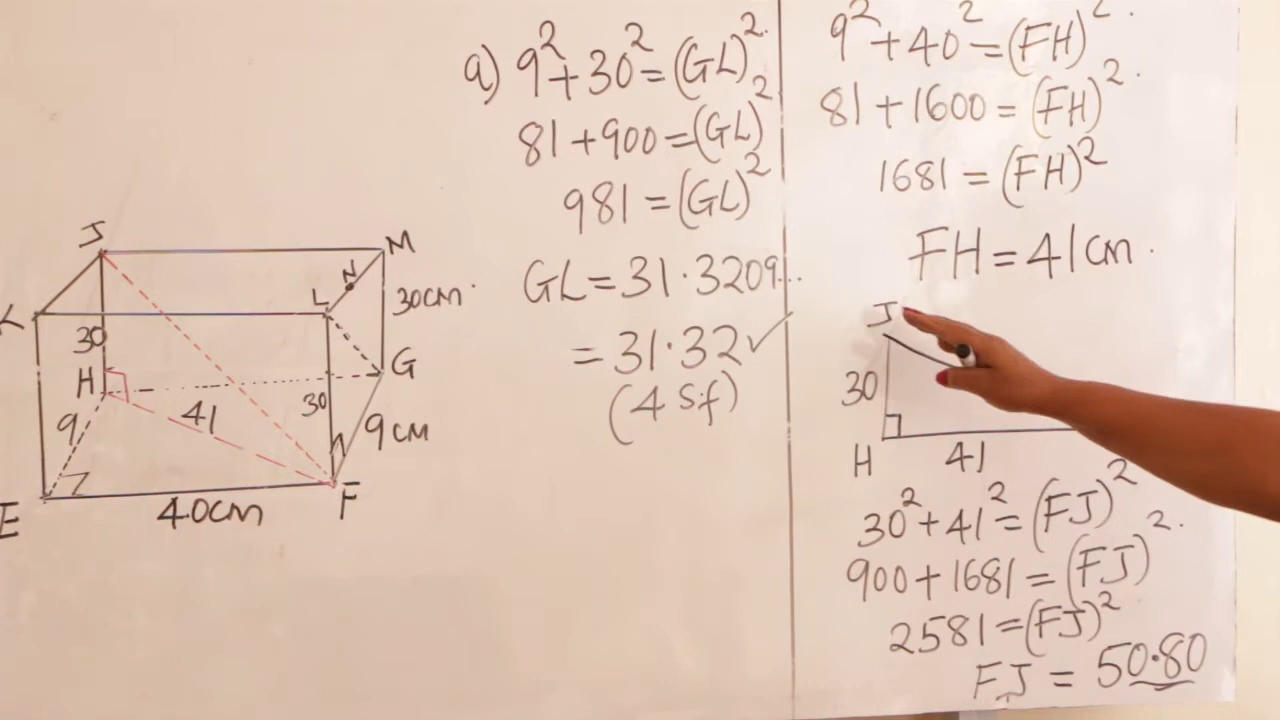 J
M
N
K
L
30cm.
30
H
G
30
9
41
9cm
E
40cm
F
a) 9² + 30² = (GL)².
81 + 900 = (GL)²
981 = (GL)²
GL = 31.3209...
= 31.32 ✓
(4 sf)
9² + 40² = (FH)².
81 + 1600 = (FH)².
1681 = (FH)²
FH = 41cm.
J
30
H
41
30² + 41² = (FJ)²
900 + 1681 = (FJ)².
2581 = (FJ)²
FJ = 50.80